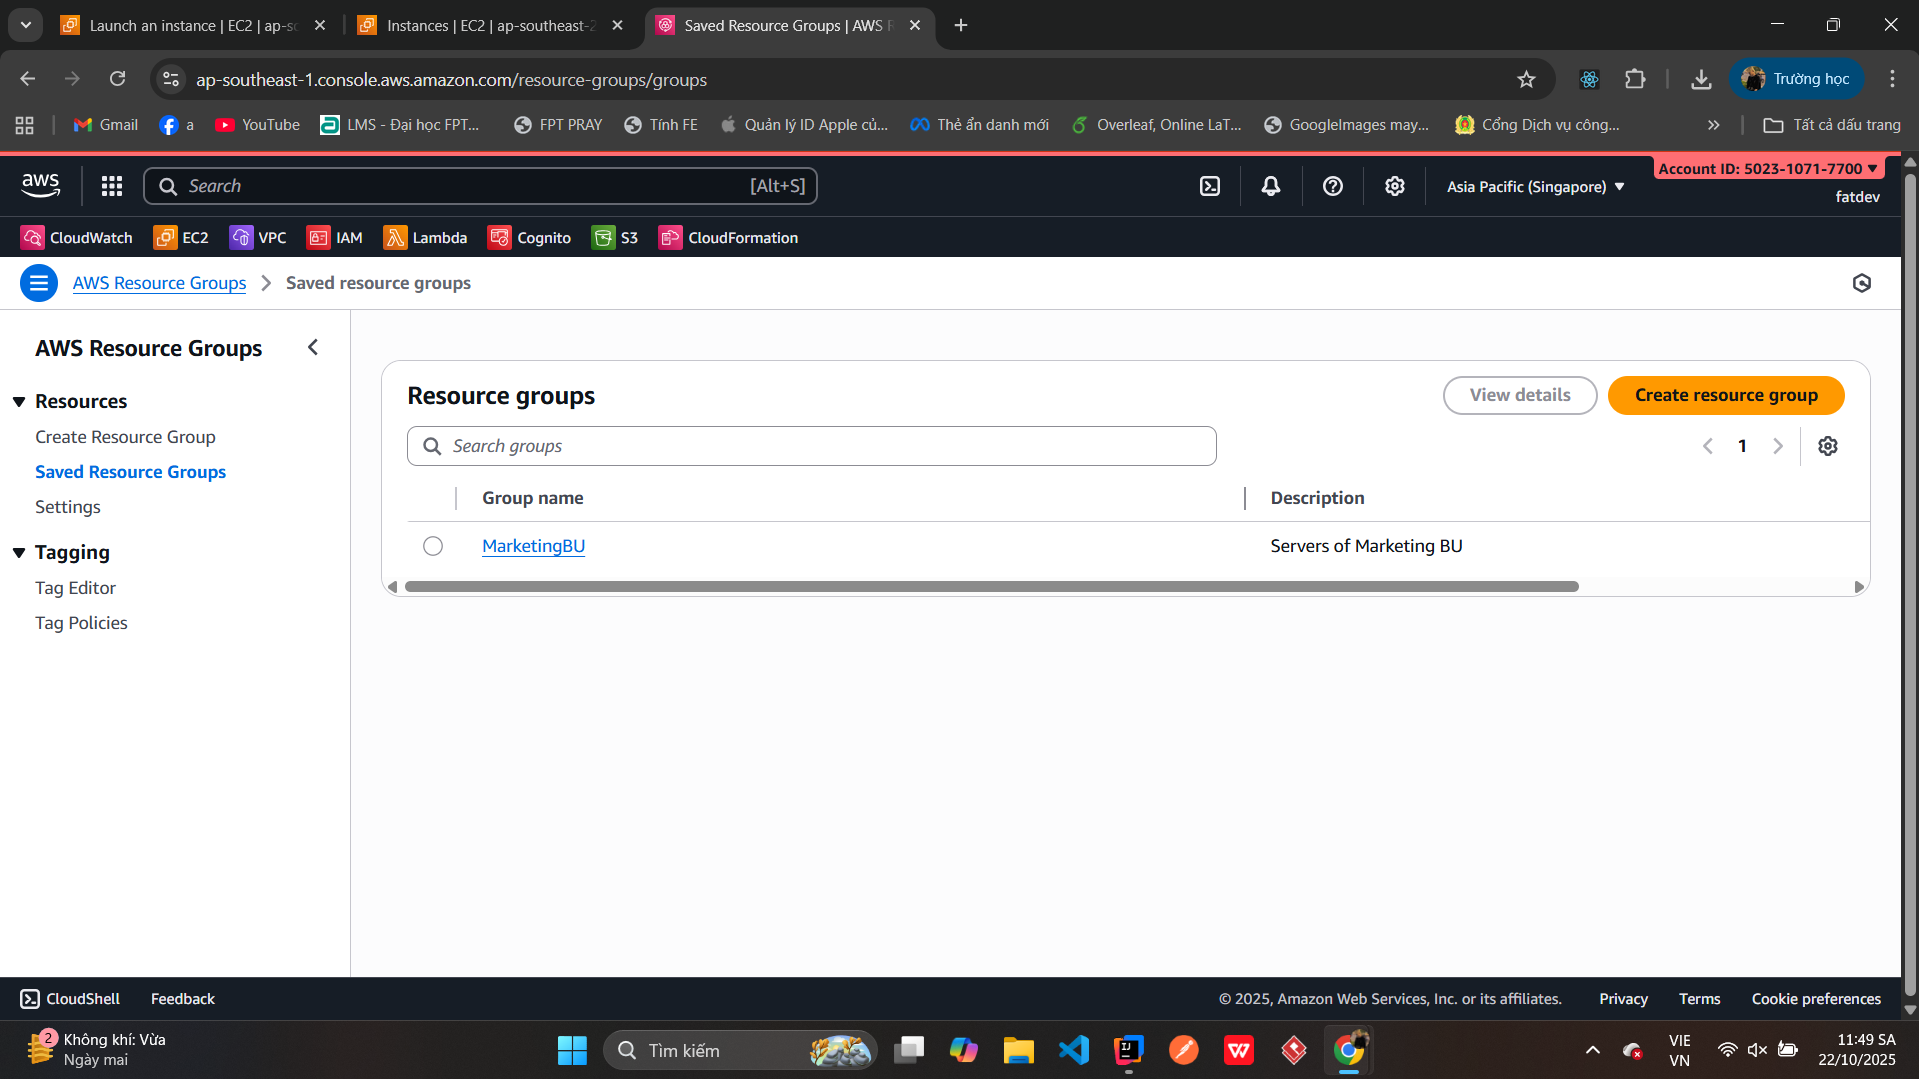 Launch an instance | EC2 | ap-so
Instances | EC2 | ap-southeast-2
Saved Resource Groups | AWS R
ap-southeast-1.console.aws.amazon.com/resource-groups/groups
Trường học
Gmail
a
YouTube
LMS - Đại học FPT...
FPT PRAY
Tính FE
Quản lý ID Apple củ...
Thẻ ẩn danh mới
Overleaf, Online LaT...
GoogleImages may...
Cổng Dịch vụ công...
Tất cả dấu trang
aws
Search
[Alt+S]
Asia Pacific (Singapore)
Account ID: 5023-1071-7700
fatdev
CloudWatch
EC2
VPC
IAM
Lambda
Cognito
S3
CloudFormation
AWS Resource Groups
Saved resource groups
AWS Resource Groups
Resources
Create Resource Group
Saved Resource Groups
Settings
Tagging
Tag Editor
Tag Policies
Resource groups
View details
Create resource group
Search groups
1
Group name
Description
MarketingBU
Servers of Marketing BU
CloudShell
Feedback
© 2025, Amazon Web Services, Inc. or its affiliates.
Privacy
Terms
Cookie preferences
2
Không khí: Vừa
Ngày mai
Tìm kiếm
VIE
VN
11:49 SA
22/10/2025